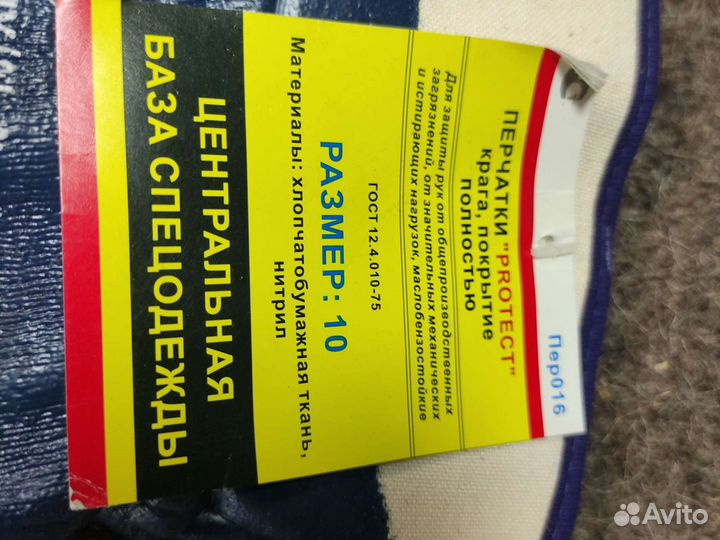 Пер016
ПЕРЧАТКИ "PROTECT"
крага, покрытие
полностью
Для защиты рук от общепроизводственных
загрязнений, от значительных механических
и истирающих нагрузок, маслобензостойкие
ГОСТ 12.4.010-75
РАЗМЕР: 10
Материалы: хлопчатобумажная ткань,
нитрил
ЦЕНТРАЛЬНАЯ
БАЗА СПЕЦОДЕЖДЫ
Avito